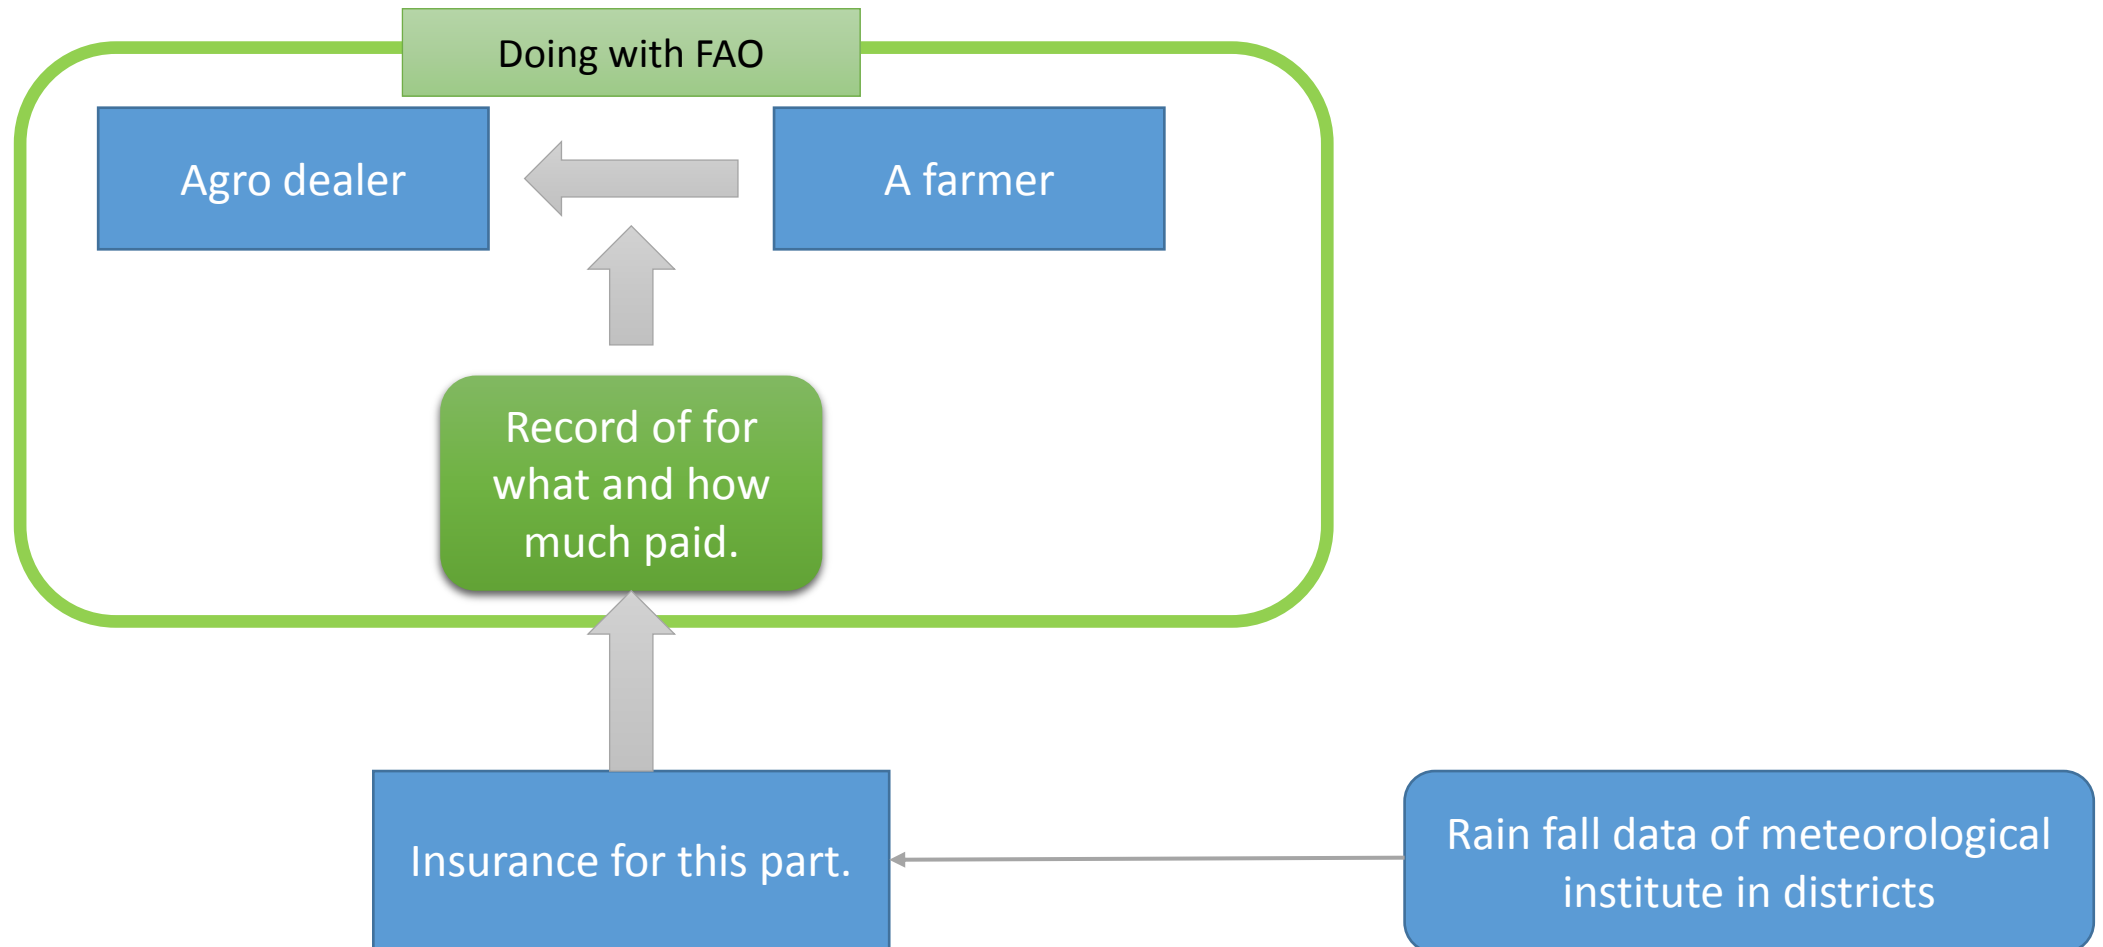 Doing with FAO
Agro dealer
A farmer
Record of for
what and how
much paid.
Insurance for this part.
Rain fall data of meteorological
institute in districts